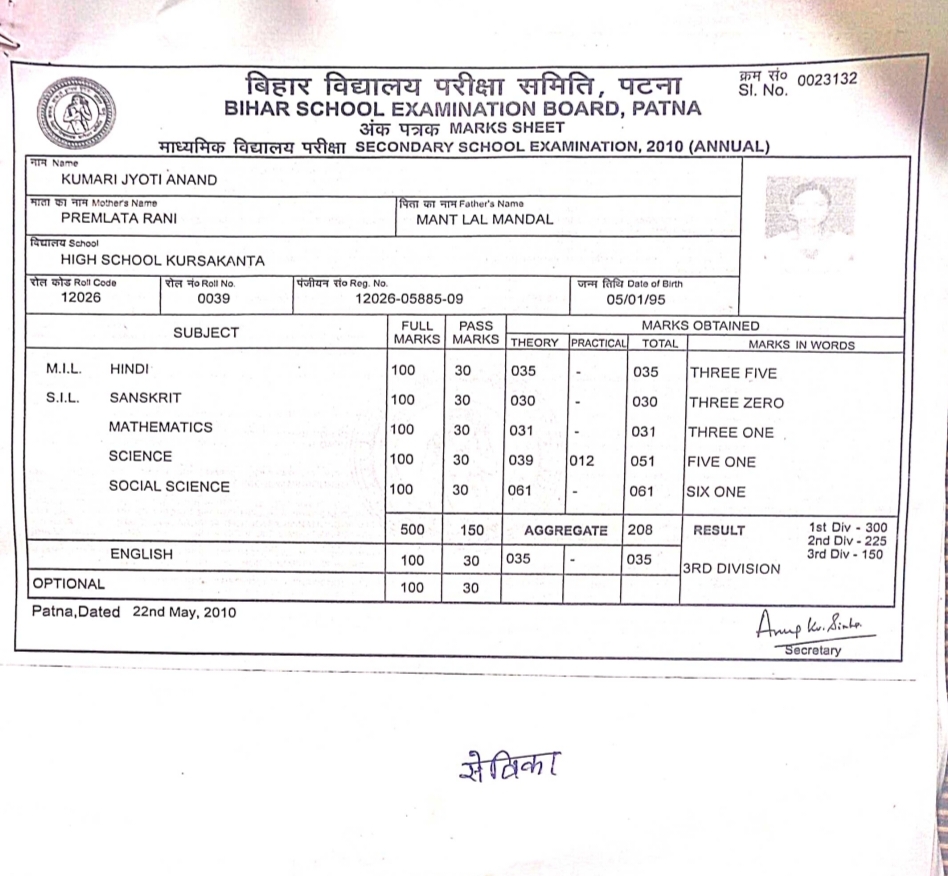 बिहार विद्यालय परीक्षा समिति, पटना
क्रम सं० 0023132
Sl. No.
BIHAR SCHOOL EXAMINATION BOARD, PATNA
अंक पत्रक MARKS SHEET
माध्यमिक विद्यालय परीक्षा SECONDARY SCHOOL EXAMINATION, 2010 (ANNUAL)
नाम Name
KUMARI JYOTI ANAND
माता का नाम Mother's Name पिता का नाम Father's Name
PREMLATA RANI MANT LAL MANDAL
विद्यालय School
HIGH SCHOOL KURSAKANTA
रोल कोड Roll Code रोल नं० Roll No. पंजीयन सं० Reg. No. जन्म तिथि Date of Birth
12026 0039 12026-05885-09 05/01/95
SUBJECT FULL MARKS PASS MARKS MARKS OBTAINED
THEORY PRACTICAL TOTAL MARKS IN WORDS
M.I.L. HINDI 100 30 035 - 035 THREE FIVE
S.I.L. SANSKRIT 100 30 030 - 030 THREE ZERO
MATHEMATICS 100 30 031 - 031 THREE ONE
SCIENCE 100 30 039 012 051 FIVE ONE
SOCIAL SCIENCE 100 30 061 - 061 SIX ONE
500 150 AGGREGATE 208 RESULT 1st Div - 300
2nd Div - 225
3rd Div - 150
ENGLISH 100 30 035 - 035 3RD DIVISION
OPTIONAL 100 30
Patna,Dated 22nd May, 2010
Anup Kr. Sinha
Secretary
सेविका